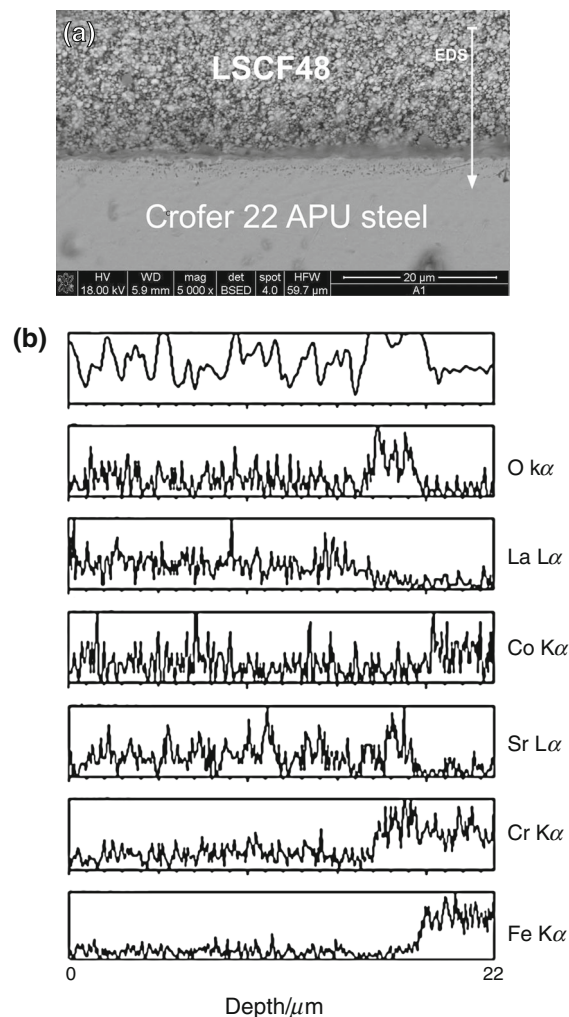 (a)
LSCF48
EDS
Crofer 22 APU steel
HV WD mag det spot HFW 20 µm
18.00 kV 5.9 mm 5 000 x BSED 4.0 59.7 µm A1
(b)
O kα
La Lα
Co Kα
Sr Lα
Cr Kα
Fe Kα
0 22
Depth/µm